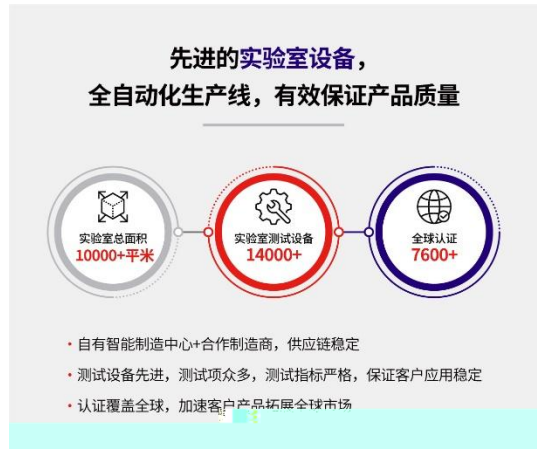 先进的实验室设备，
全自动化生产线，有效保证产品质量
实验室总面积
10000+平米
实验室测试设备
14000+
全球认证
7600+
• 自有智能制造中心+合作制造商，供应链稳定
• 测试设备先进，测试项众多，测试指标严格，保证客户应用稳定
• 认证覆盖全球，加速客户产品拓展全球市场